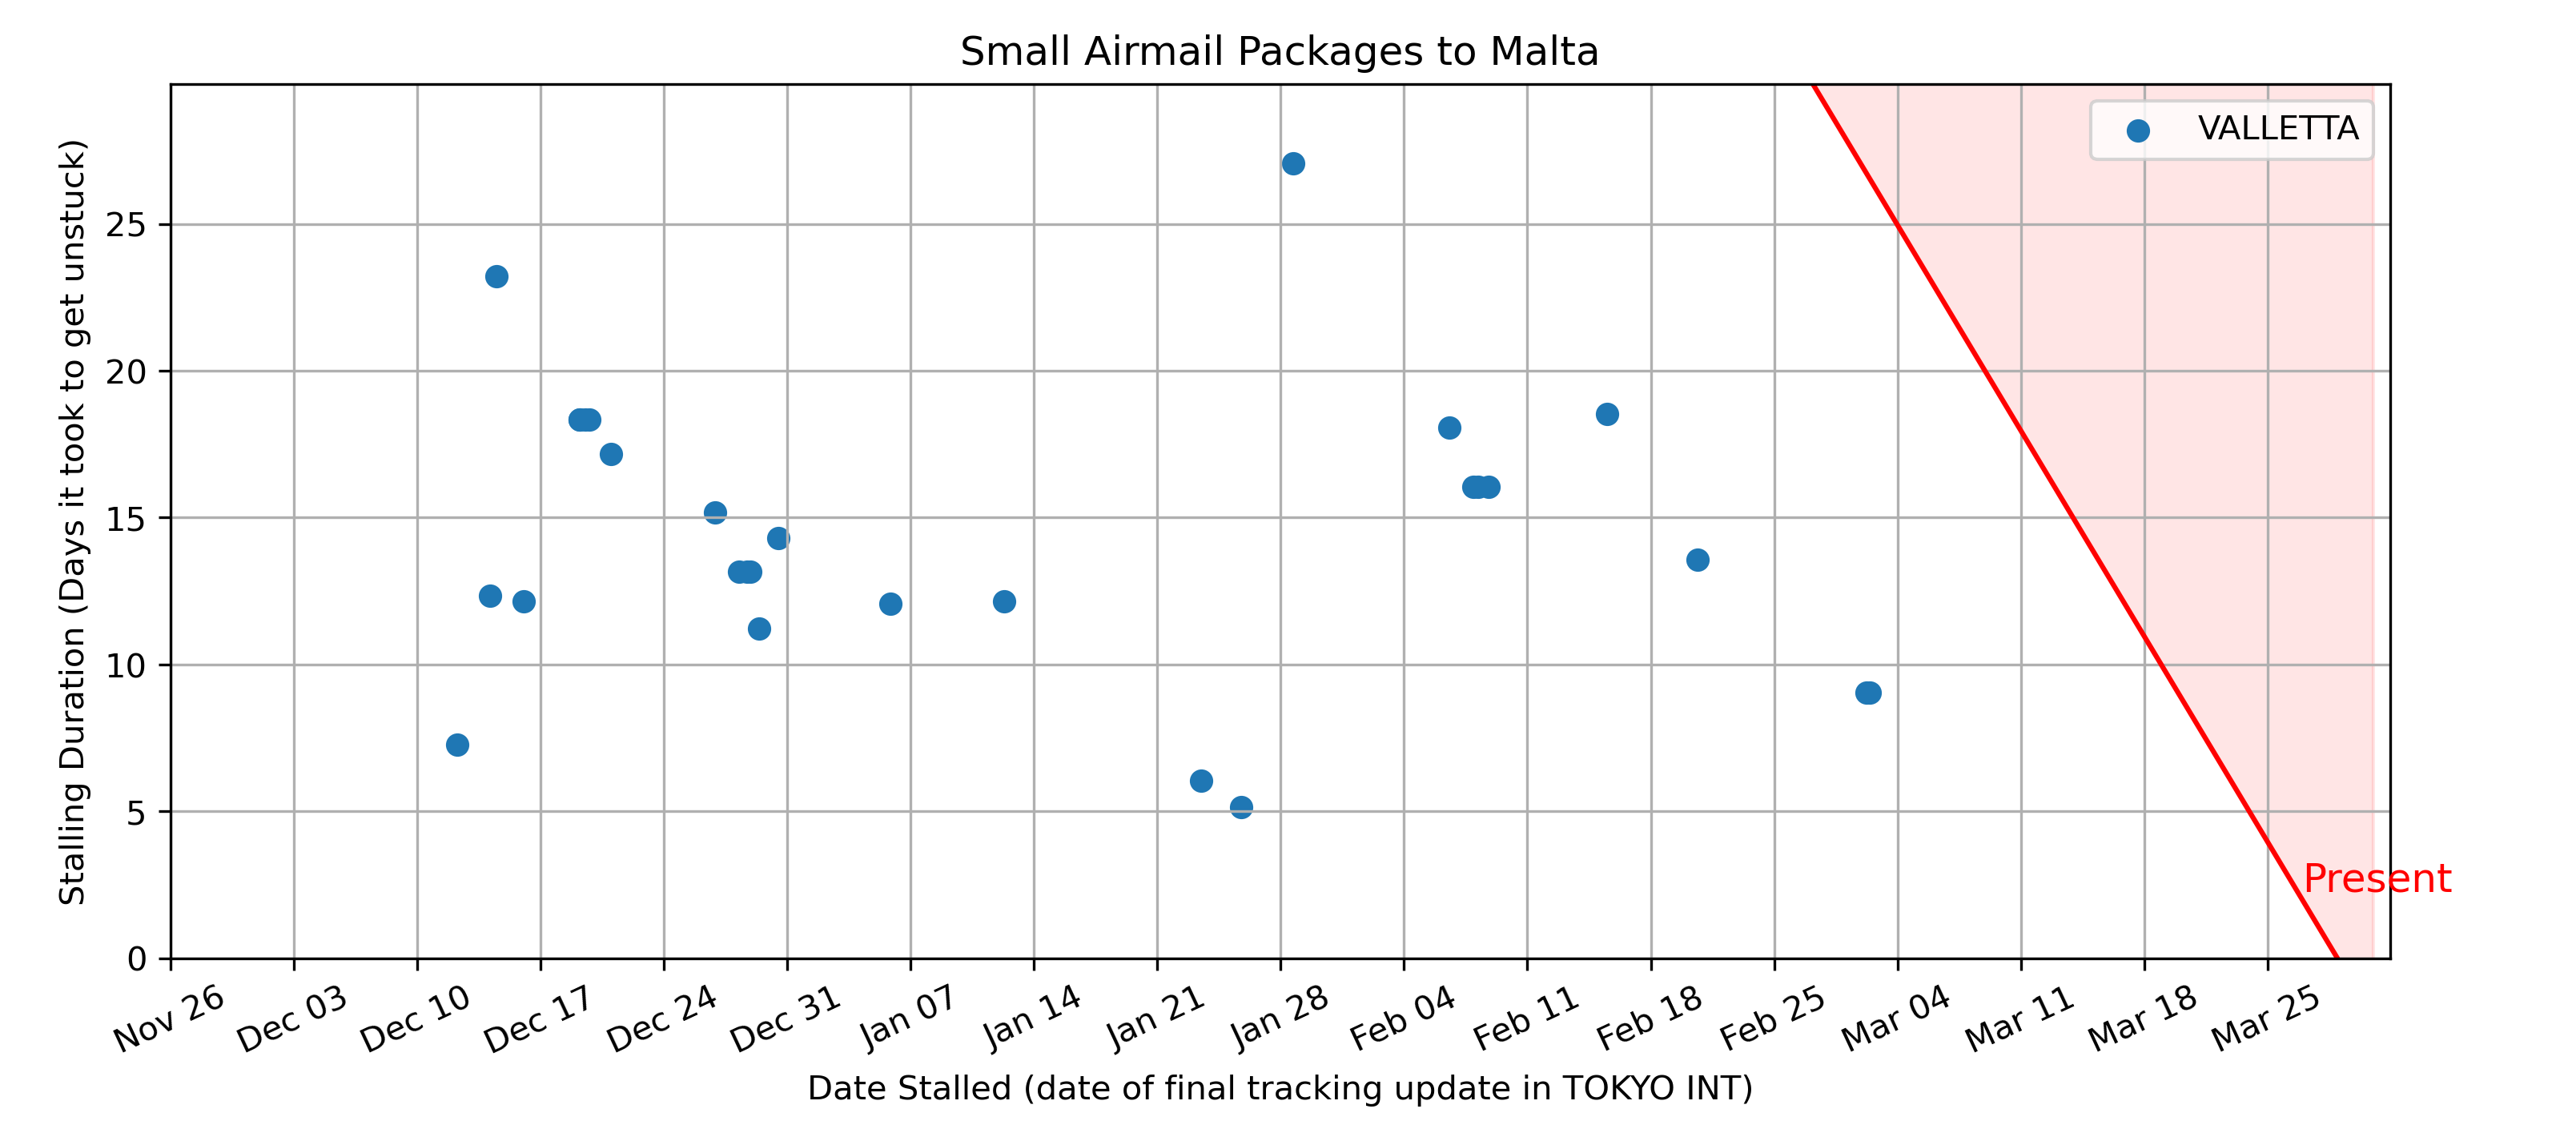 Small Airmail Packages to Malta
VALLETTA
Stalling Duration (Days it took to get unstuck)
25
20
15
10
5
0
Present
Nov 26
Dec 03
Dec 10
Dec 17
Dec 24
Dec 31
Jan 07
Jan 14
Jan 21
Jan 28
Feb 04
Feb 11
Feb 18
Feb 25
Mar 04
Mar 11
Mar 18
Mar 25
Date Stalled (date of final tracking update in TOKYO INT)